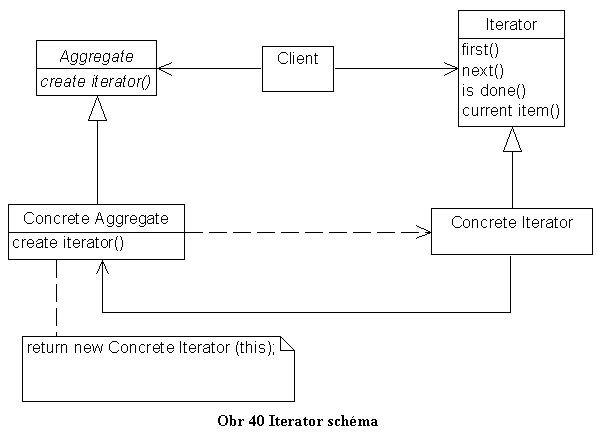 Aggregate
create iterator()
Client
Iterator
first()
next()
is done()
current item()
Concrete Aggregate
create iterator()
Concrete Iterator
return new Concrete Iterator (this);
Obr 40 Iterator schéma